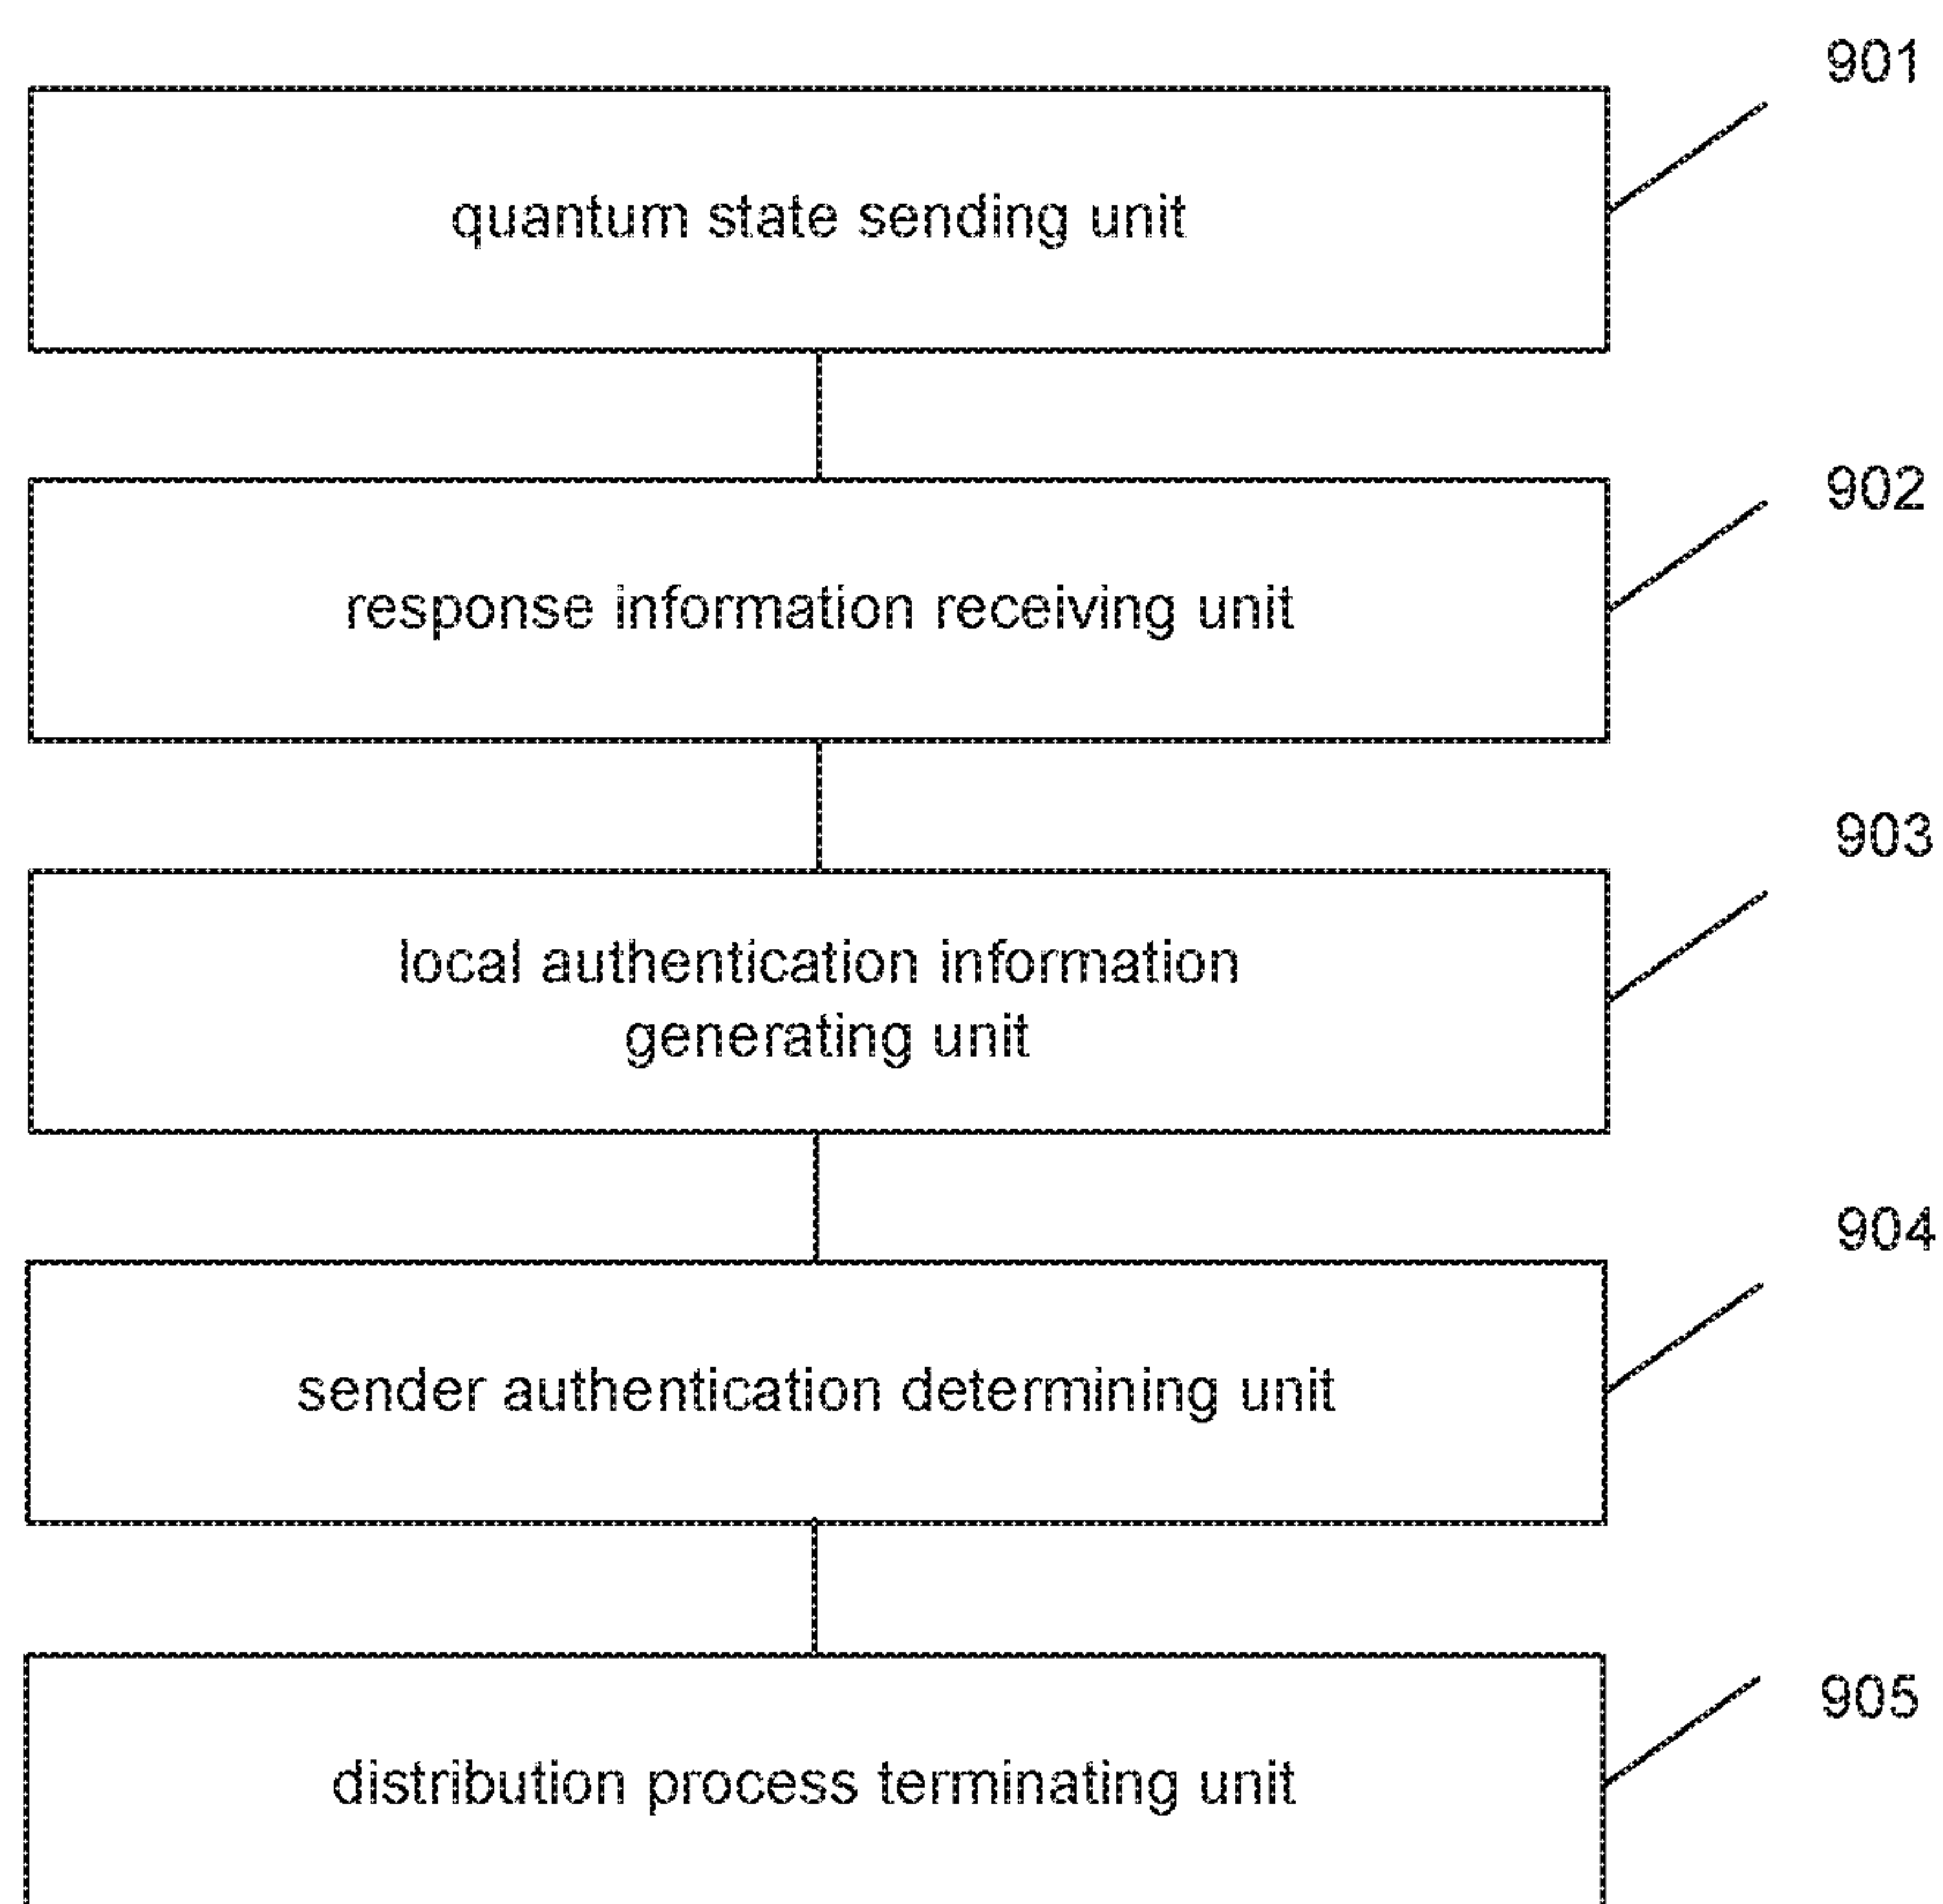 901
quantum state sending unit
902
response information receiving unit
903
local authentication information
generating unit
904
sender authentication determining unit
905
distribution process terminating unit